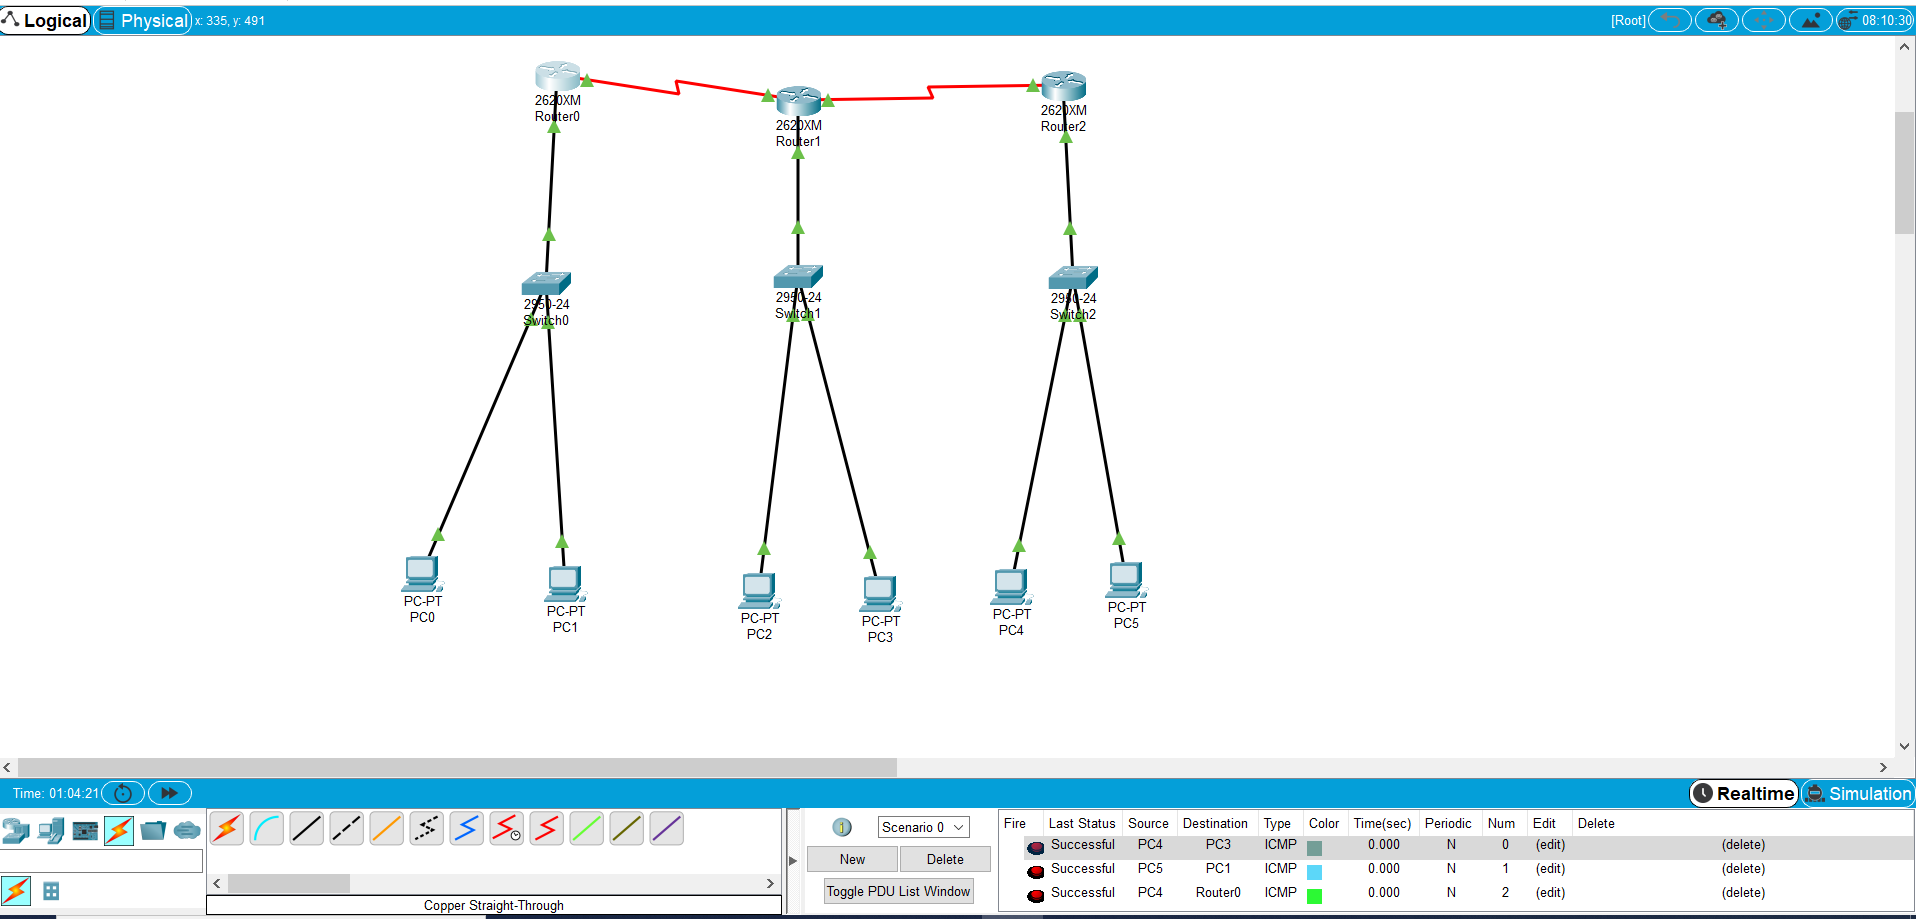 Logical Physical x: 335, y: 491 [Root] 08:10:30
2620XM
Router0
2620XM
Router1
2620XM
Router2
2950-24
Switch0
2950-24
Switch1
2950-24
Switch2
PC-PT
PC0
PC-PT
PC1
PC-PT
PC2
PC-PT
PC3
PC-PT
PC4
PC-PT
PC5
Time: 01:04:21 Realtime Simulation
Scenario 0
New Delete
Toggle PDU List Window
Copper Straight-Through
Fire Last Status Source Destination Type Color Time(sec) Periodic Num Edit Delete
Successful PC4 PC3 ICMP 0.000 N 0 (edit) (delete)
Successful PC5 PC1 ICMP 0.000 N 1 (edit) (delete)
Successful PC4 Router0 ICMP 0.000 N 2 (edit) (delete)